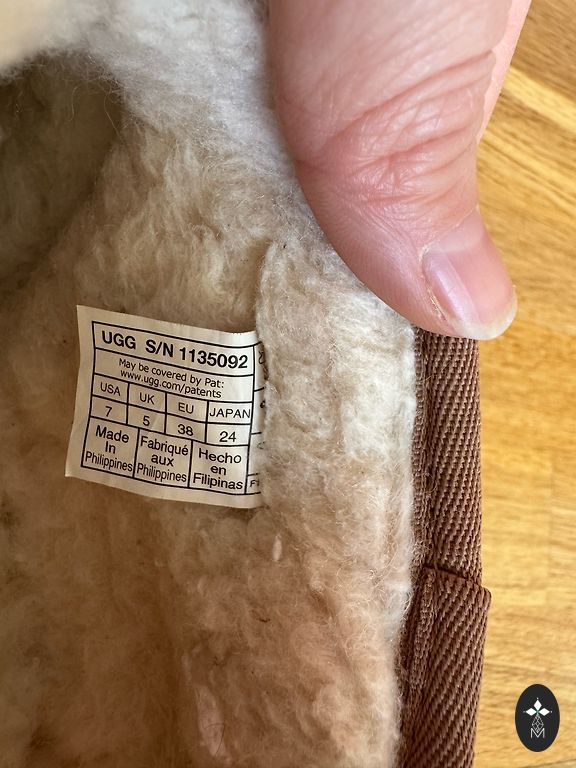 UGG S/N 1135092
May be covered by Pat:
www.ugg.com/patents
USA UK EU JAPAN
7 5 38 24
Made in Philippines
Fabriqué aux Philippines
Hecho en Filipinas